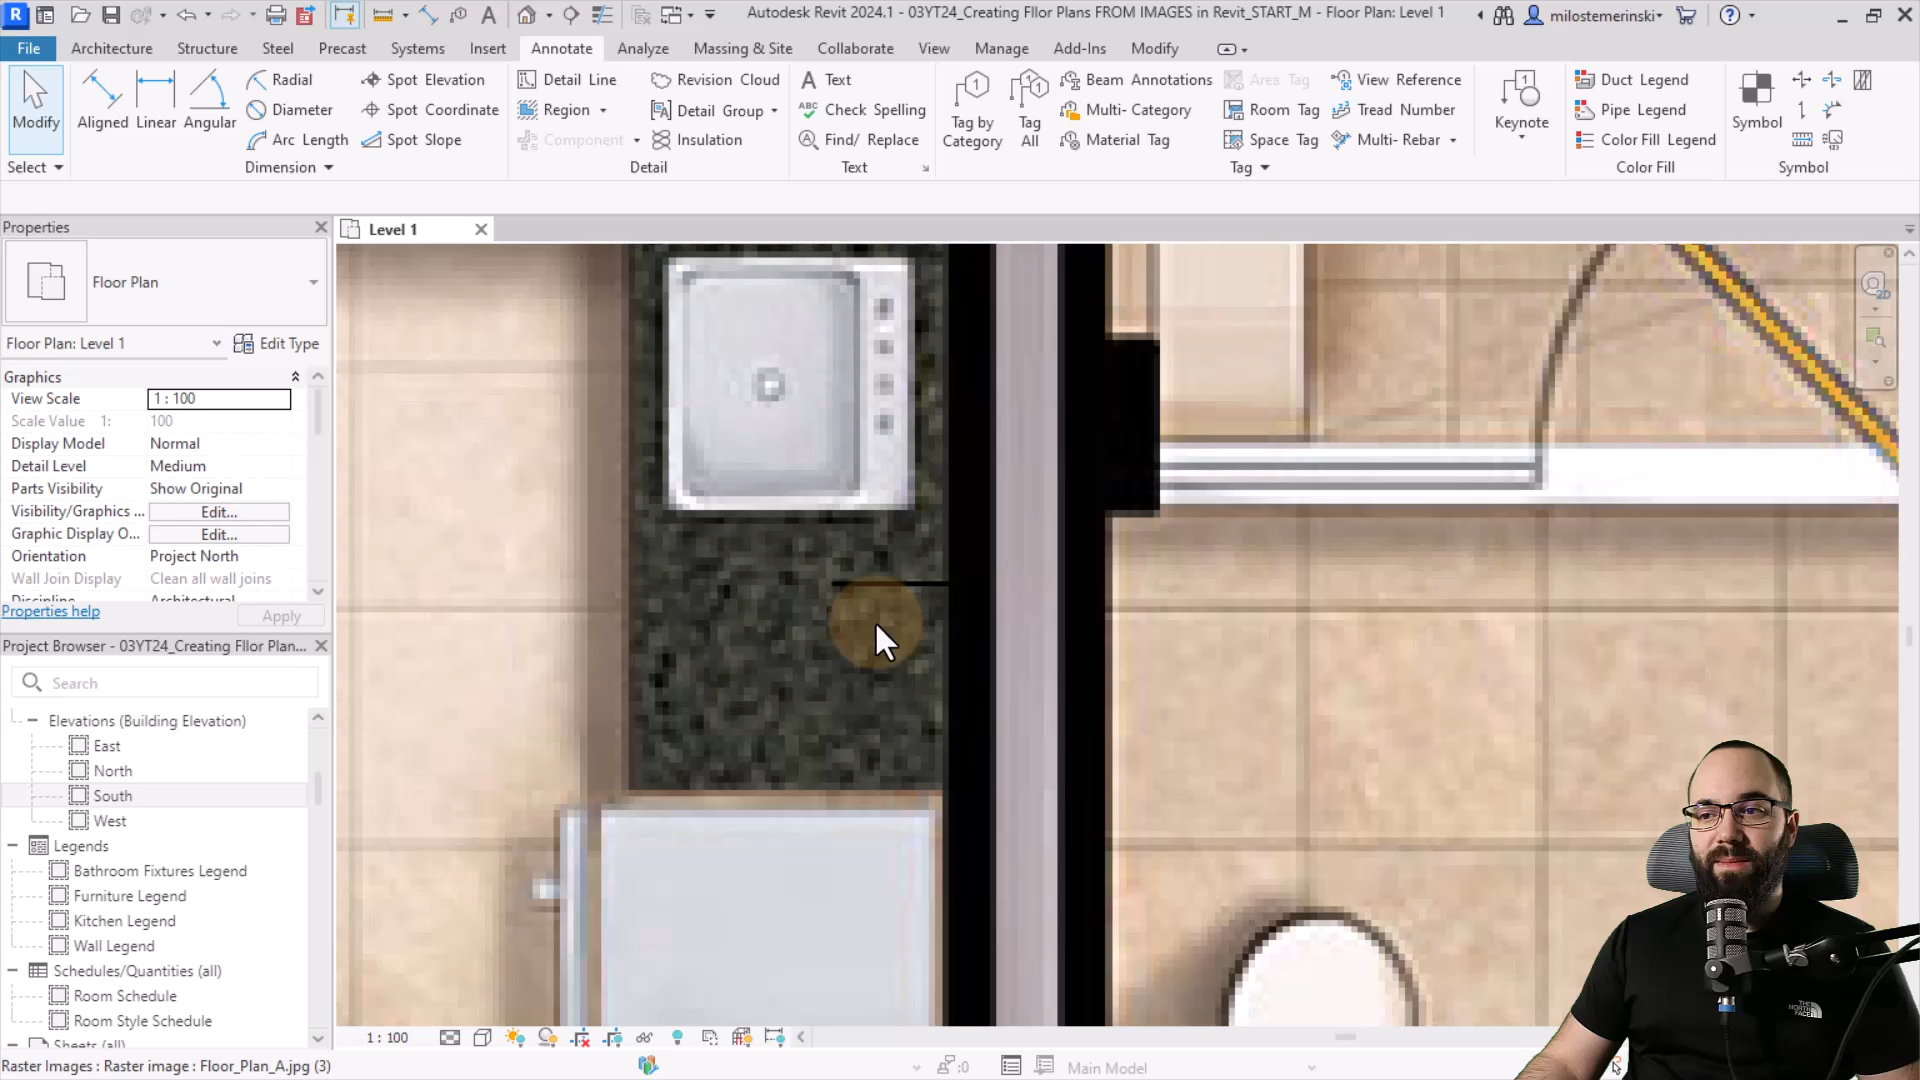 Autodesk Revit 2024.1 - 03YT24_Creating Fllor Plans FROM IMAGES in Revit_START_M - Floor Plan: Level 1
milostemerinski
File Architecture Structure Steel Precast Systems Insert Annotate Analyze Massing & Site Collaborate View Manage Add-Ins Modify
Modify
Select
Aligned
Linear
Angular
Radial
Diameter
Arc Length
Spot Elevation
Spot Coordinate
Spot Slope
Dimension
Detail Line
Region
Component
Revision Cloud
Detail Group
Insulation
Detail
Text
Check Spelling
Find/ Replace
Text
Tag by
Category
Tag
All
Beam Annotations
Multi- Category
Material Tag
Area Tag
Room Tag
Space Tag
View Reference
Tread Number
Multi- Rebar
Tag
Keynote
Duct Legend
Pipe Legend
Color Fill Legend
Color Fill
Symbol
Symbol
Properties
Floor Plan
Floor Plan: Level 1
Edit Type
Graphics
View Scale 1 : 100
Scale Value 1: 100
Display Model Normal
Detail Level Medium
Parts Visibility Show Original
Visibility/Graphics ... Edit...
Graphic Display O... Edit...
Orientation Project North
Wall Join Display Clean all wall joins
Discipline Architectural
Properties help
Apply
Project Browser - 03YT24_Creating Fllor Plan...
Search
Elevations (Building Elevation)
East
North
South
West
Legends
Bathroom Fixtures Legend
Furniture Legend
Kitchen Legend
Wall Legend
Schedules/Quantities (all)
Room Schedule
Room Style Schedule
Sheets (all)
Level 1
2D
1 : 100
Raster Images : Raster image : Floor_Plan_A.jpg (3)
:0
Main Model
THE
NORTH
FACE